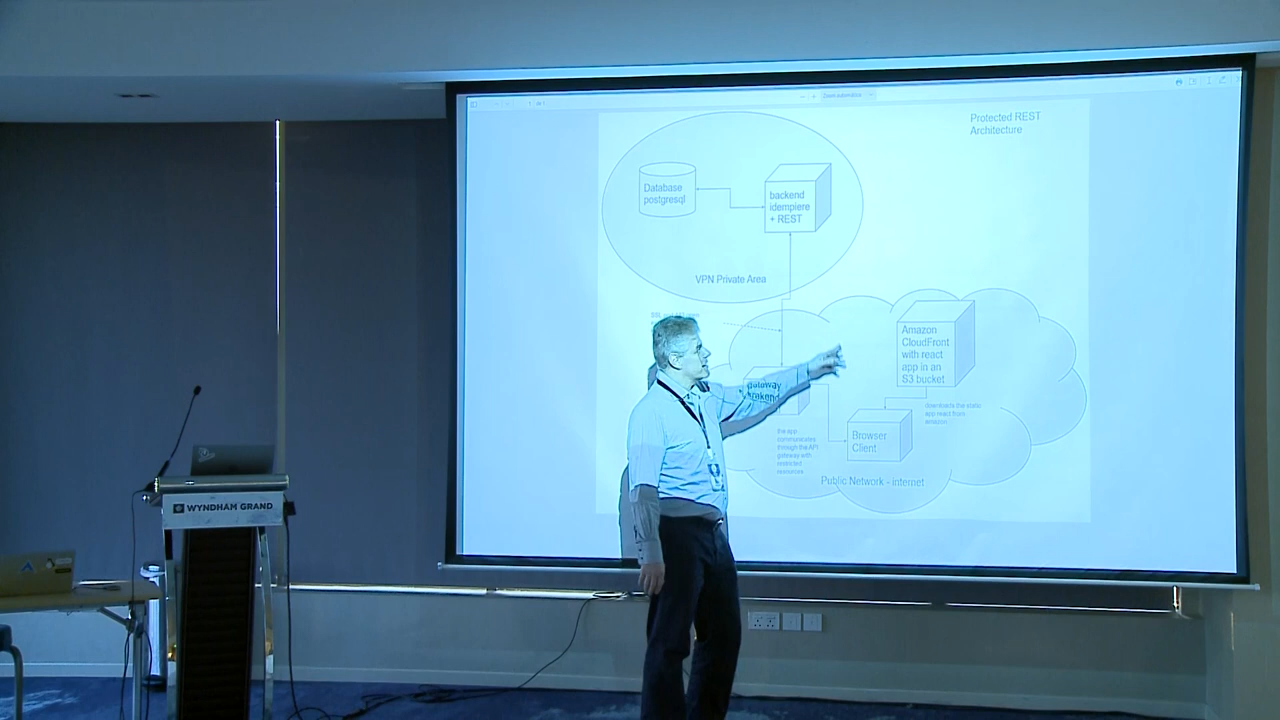 Protected REST
Architecture
Database
postgresql
backend
idempiere
+ REST
VPN Private Area
Amazon
CloudFront
with react
app in an
S3 bucket
gateway
krakend
downloads the static
app react from
amazon
Browser
Client
the app
communicates
through the API
gateway with
restricted
resources
Public Network - internet
WYNDHAM GRAND